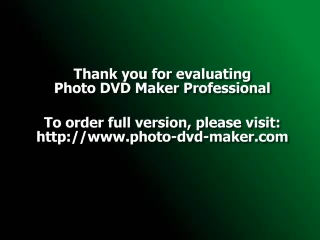 Thank you for evaluating
Photo DVD Maker Professional
To order full version, please visit:
http://www.photo-dvd-maker.com